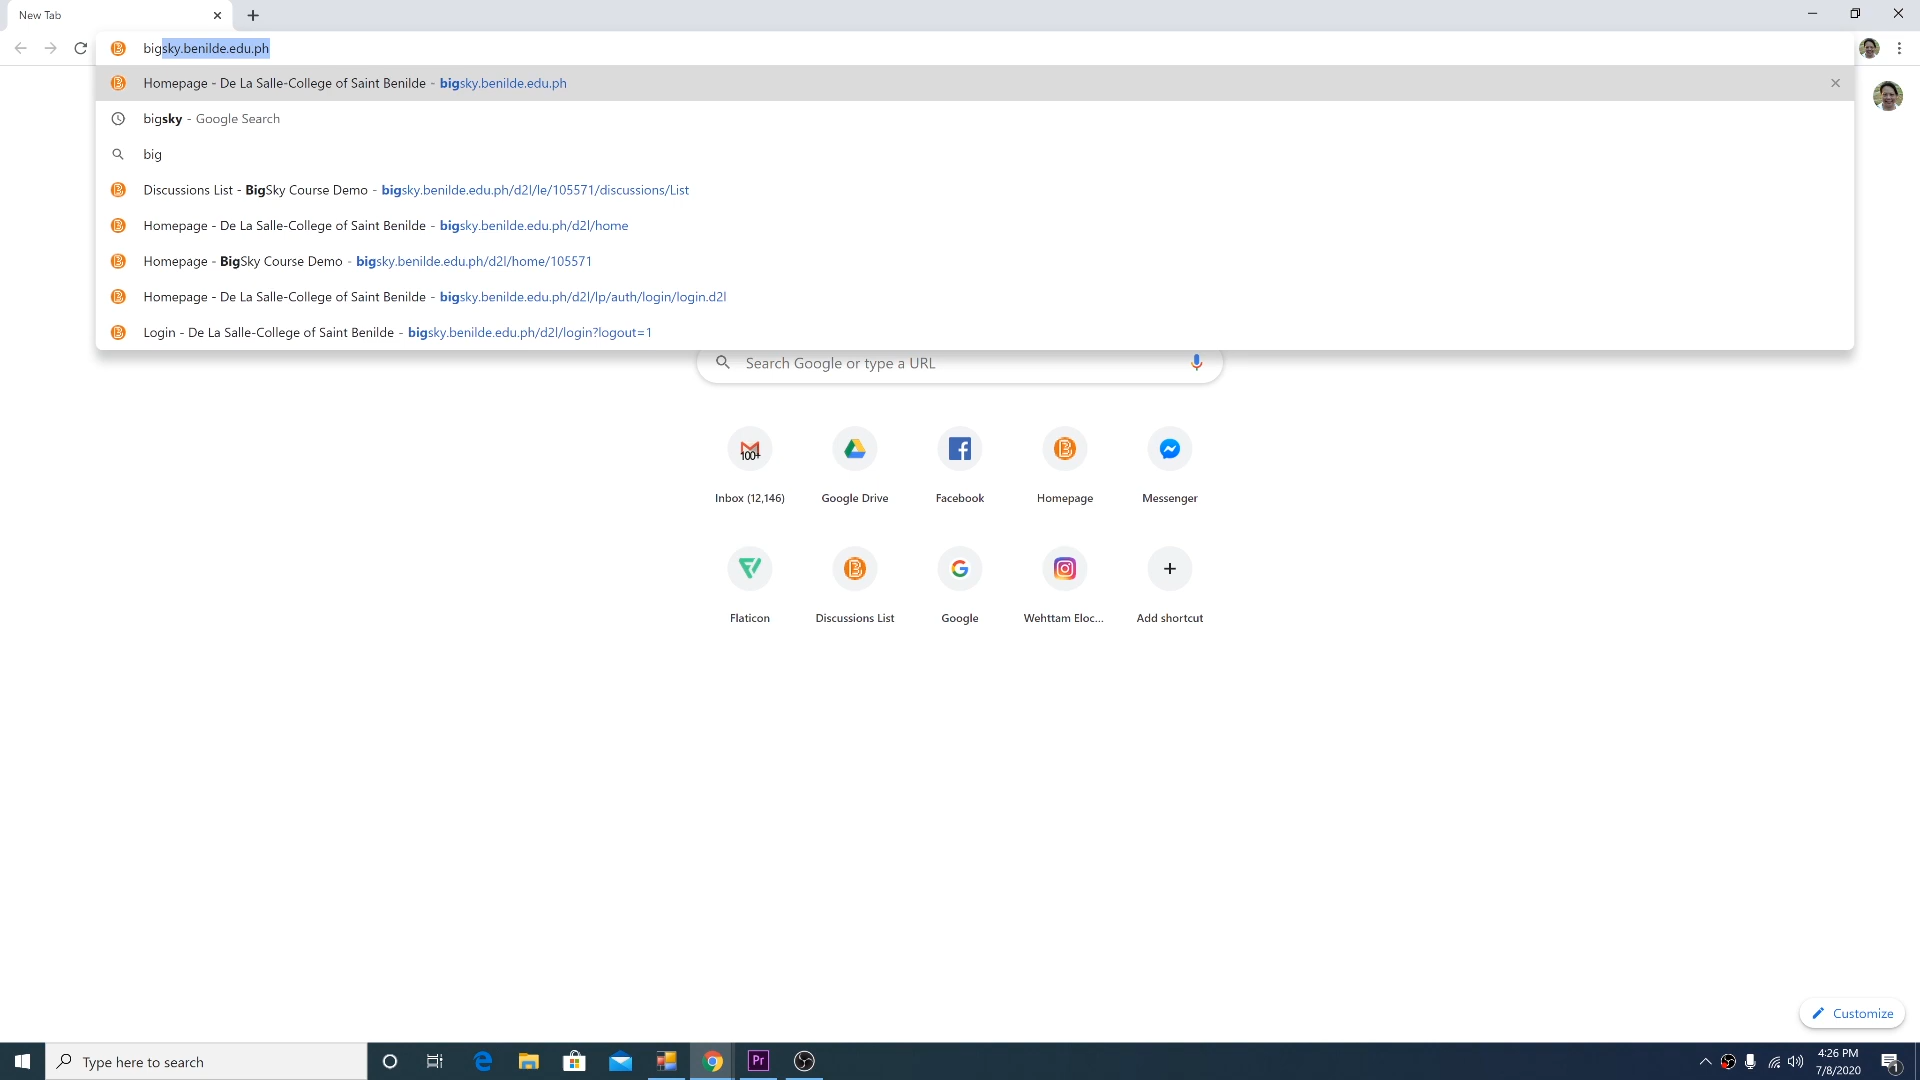 New Tab
bigsky.benilde.edu.ph
Homepage - De La Salle-College of Saint Benilde - bigsky.benilde.edu.ph
bigsky - Google Search
big
Discussions List - BigSky Course Demo - bigsky.benilde.edu.ph/d2l/le/105571/discussions/List
Homepage - De La Salle-College of Saint Benilde - bigsky.benilde.edu.ph/d2l/home
Homepage - BigSky Course Demo - bigsky.benilde.edu.ph/d2l/home/105571
Homepage - De La Salle-College of Saint Benilde - bigsky.benilde.edu.ph/d2l/lp/auth/login/login.d2l
Login - De La Salle-College of Saint Benilde - bigsky.benilde.edu.ph/d2l/login?logout=1
Search Google or type a URL
100+
Inbox (12,146) Google Drive Facebook Homepage Messenger
Flaticon Discussions List Google Wehttam Eloc... Add shortcut
Customize
Type here to search
Pr
4:26 PM
7/8/2020
1